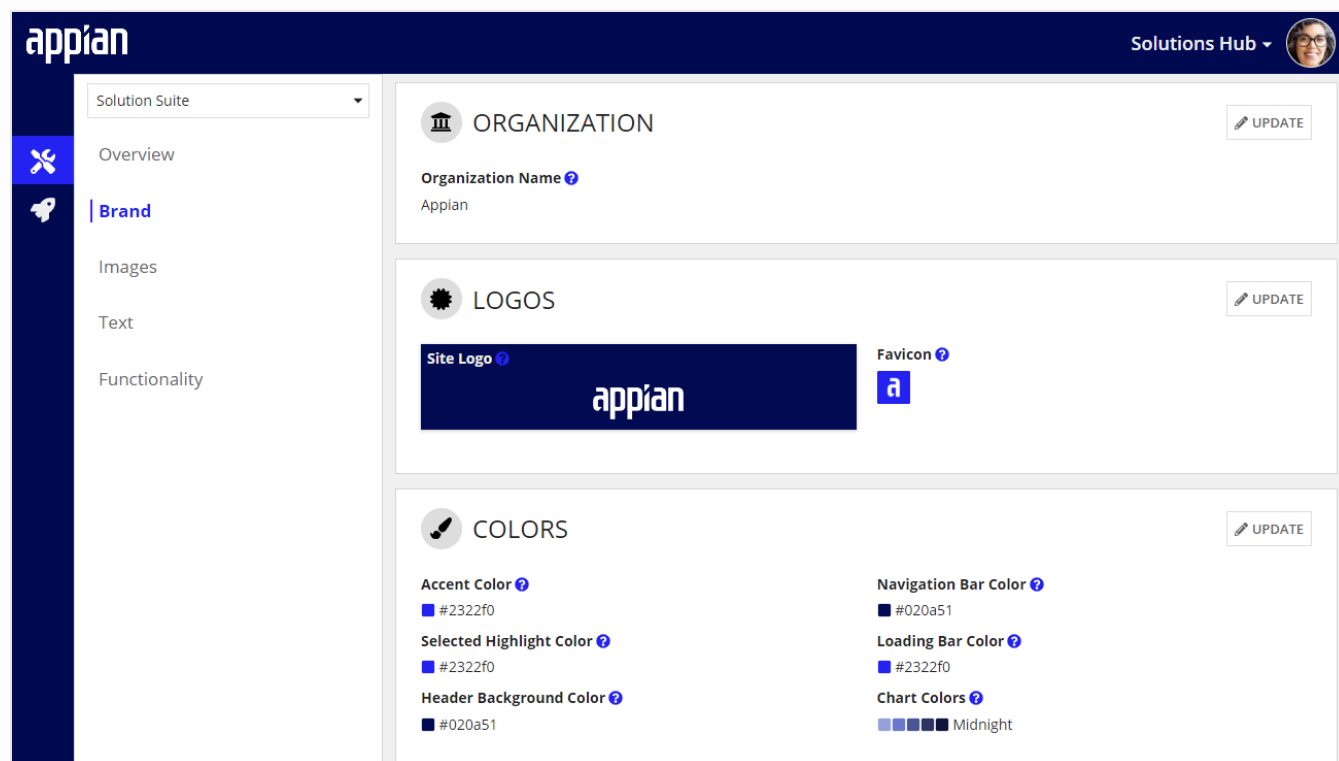 appian
Solutions Hub
Solution Suite
Overview
Brand
Images
Text
Functionality
ORGANIZATION
UPDATE
Organization Name
Appian
LOGOS
UPDATE
Site Logo
appian
Favicon
a
COLORS
UPDATE
Accent Color
#2322f0
Navigation Bar Color
#020a51
Selected Highlight Color
#2322f0
Loading Bar Color
#2322f0
Header Background Color
#020a51
Chart Colors
Midnight